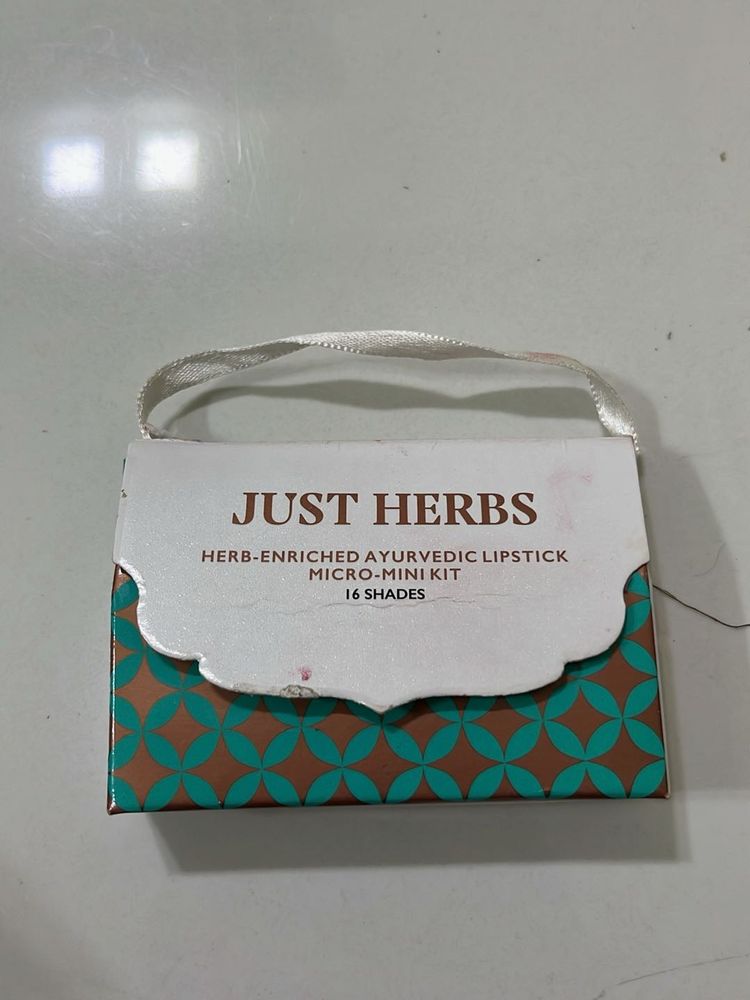 JUST HERBS
HERB-ENRICHED AYURVEDIC LIPSTICK
MICRO-MINI KIT
16 SHADES